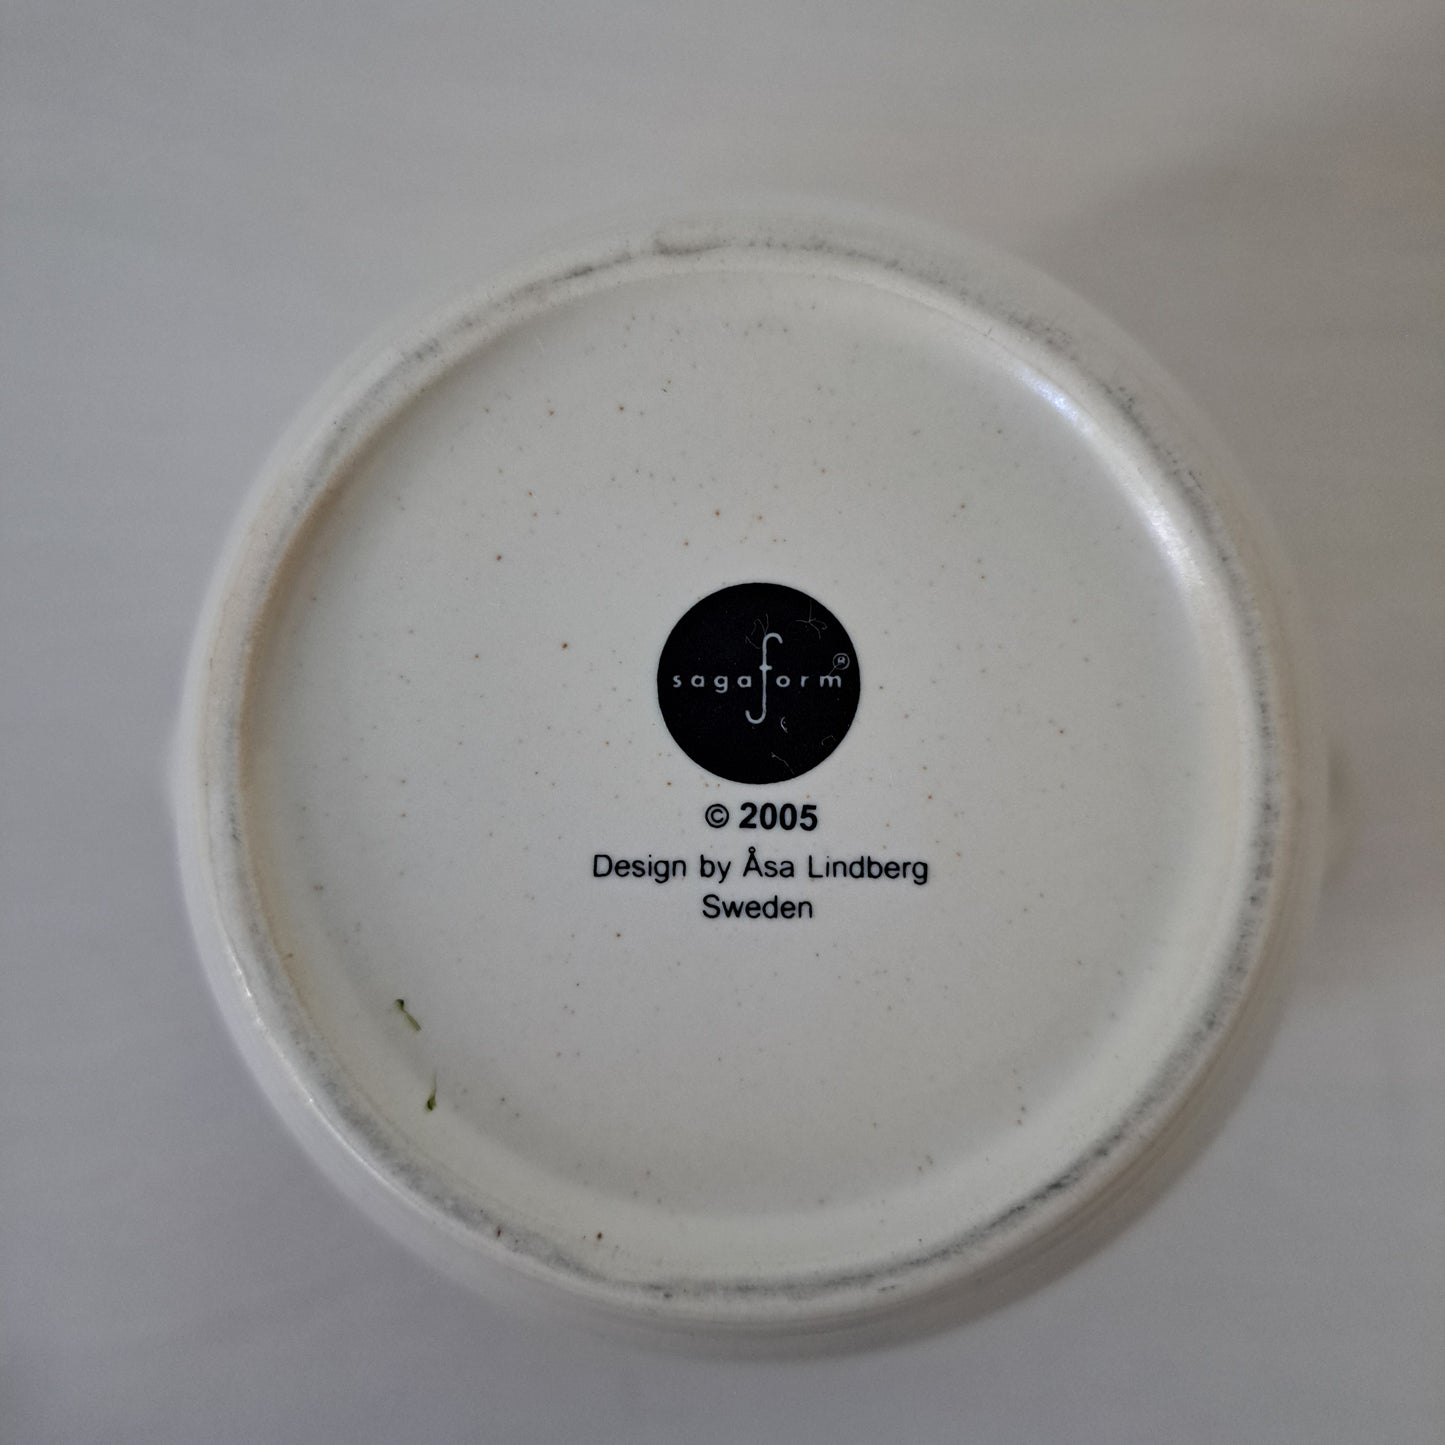 sagaform®
© 2005
Design by Åsa Lindberg
Sweden